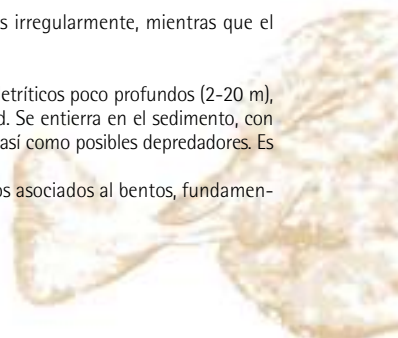 s irregularmente, mientras que el
etríticos poco profundos (2-20 m),
d. Se entierra en el sedimento, con
así como posibles depredadores. Es
os asociados al bentos, fundamen-